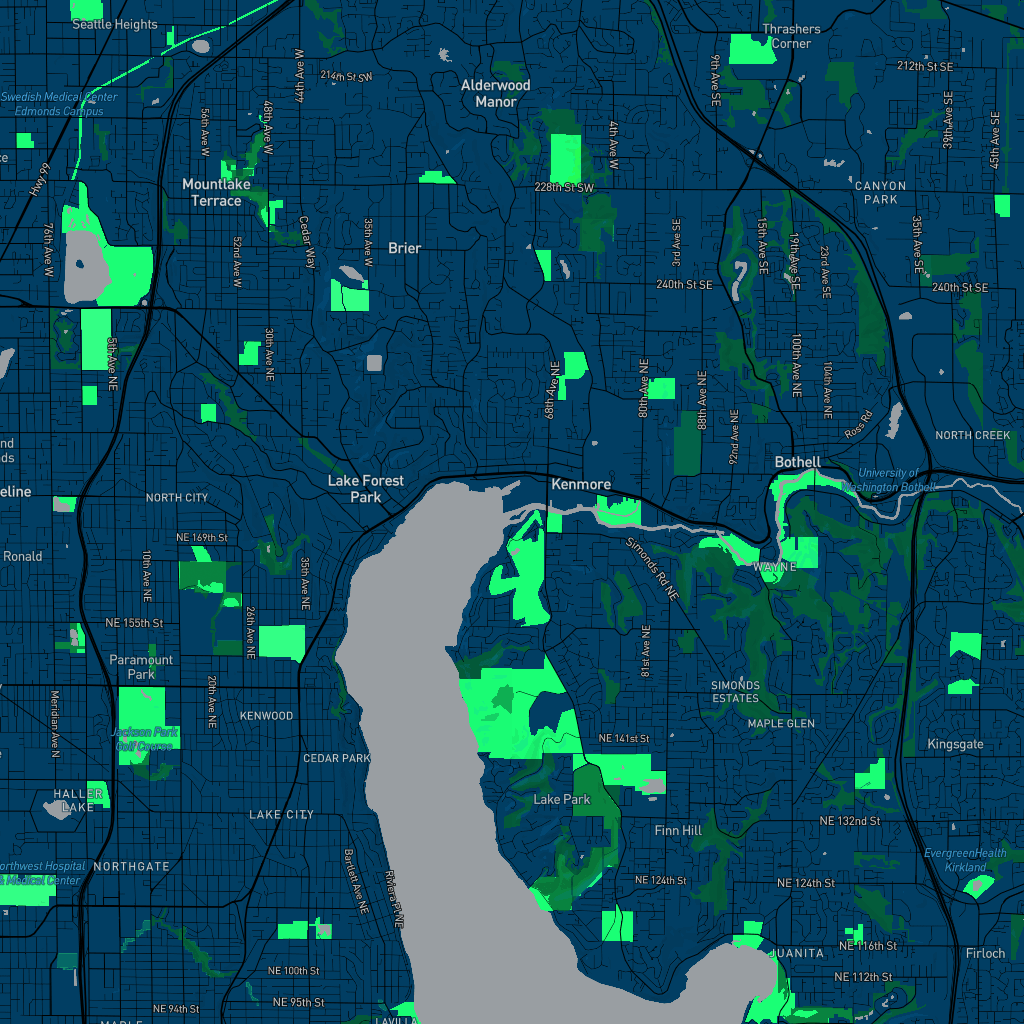 Seattle Heights
Thrashers
Corner
44th Ave W
214th St SW
9th Ave SE
212th St SE
Alderwood
Manor
Swedish Medical Center
Edmonds Campus
56th Ave W
48th Ave W
4th Ave W
39th Ave SE
45th Ave SE
Hwy 99
Mountlake
Terrace
228th St SW
CANYON
PARK
76th Ave W
52nd Ave W
Cedar Way
35th Ave W
Brier
3rd Ave SE
15th Ave SE
19th Ave SE
23rd Ave SE
35th Ave SE
240th St SE
240th St SE
5th Ave NE
30th Ave NE
68th Ave NE
80th Ave NE
88th Ave NE
100th Ave NE
104th Ave NE
92nd Ave NE
Ross Rd
NORTH CREEK
nd
ds
eline
Lake Forest
Park
Kenmore
Bothell
University of
Washington Bothell
NORTH CITY
NE 169th St
Ronald
10th Ave NE
35th Ave NE
Simonds Rd NE
WAYNE
NE 155th St
26th Ave NE
81st Ave NE
Paramount
Park
20th Ave NE
Meridian Ave N
KENWOOD
SIMONDS
ESTATES
MAPLE GLEN
Jackson Park
Golf Course
NE 141st St
Kingsgate
CEDAR PARK
HALLER
LAKE
Lake Park
LAKE CITY
Finn Hill
NE 132nd St
Northwest Hospital
& Medical Center
NORTHGATE
Bartlett Ave NE
Riviera Pl NE
NE 124th St
NE 124th St
EvergreenHealth
Kirkland
NE 116th St
JUANITA
Firloch
NE 100th St
NE 112th St
NE 95th St
NE 94th St
MAPLE
LAVILLA